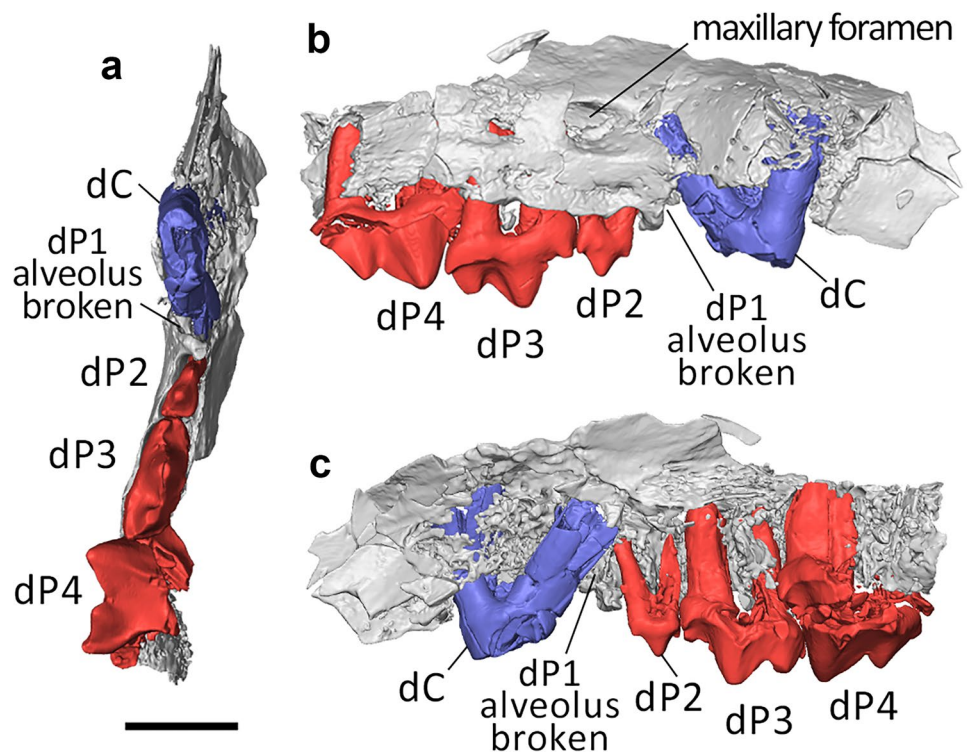 a
dC
dP1
alveolus
broken
dP2
dP3
dP4
b
maxillary foramen
dP4
dP3
dP2
dP1
alveolus
broken
dC
c
dC
dP1
alveolus
broken
dP2
dP3
dP4